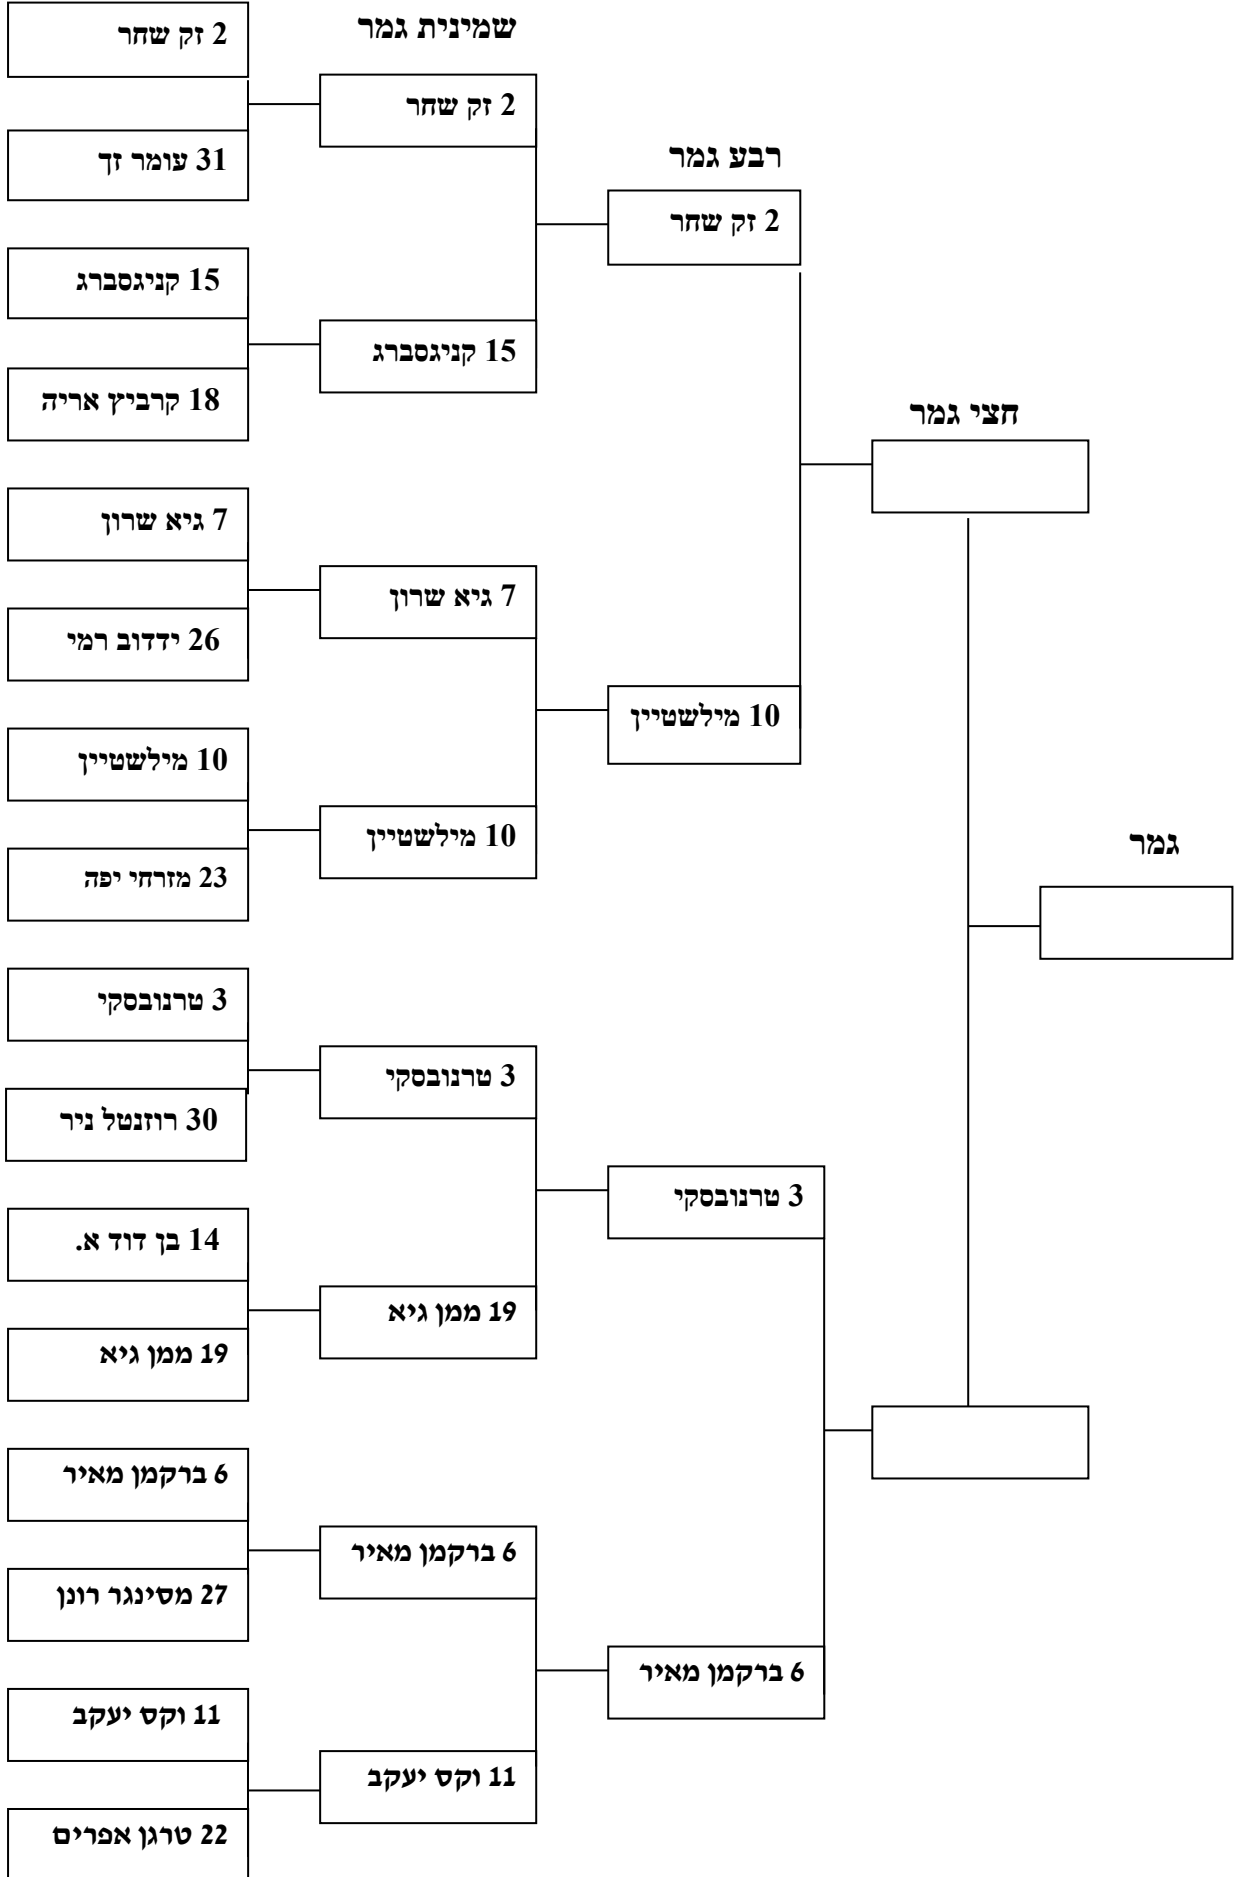 2 זק שחר
31 עומר זך
15 קניגסברג
18 קרביץ אריה
7 גיא שרון
26 ידדוב רמי
10 מילשטיין
23 מזרחי יפה
3 טרנובסקי
30 רוזנטל ניר
14 בן דוד א.
19 ממן גיא
6 ברקמן מאיר
27 מסינגר רונן
11 וקס יעקב
22 טרגן אפרים
שמינית גמר
2 זק שחר
15 קניגסברג
7 גיא שרון
10 מילשטיין
3 טרנובסקי
19 ממן גיא
6 ברקמן מאיר
11 וקס יעקב
רבע גמר
2 זק שחר
10 מילשטיין
3 טרנובסקי
6 ברקמן מאיר
חצי גמר
גמר